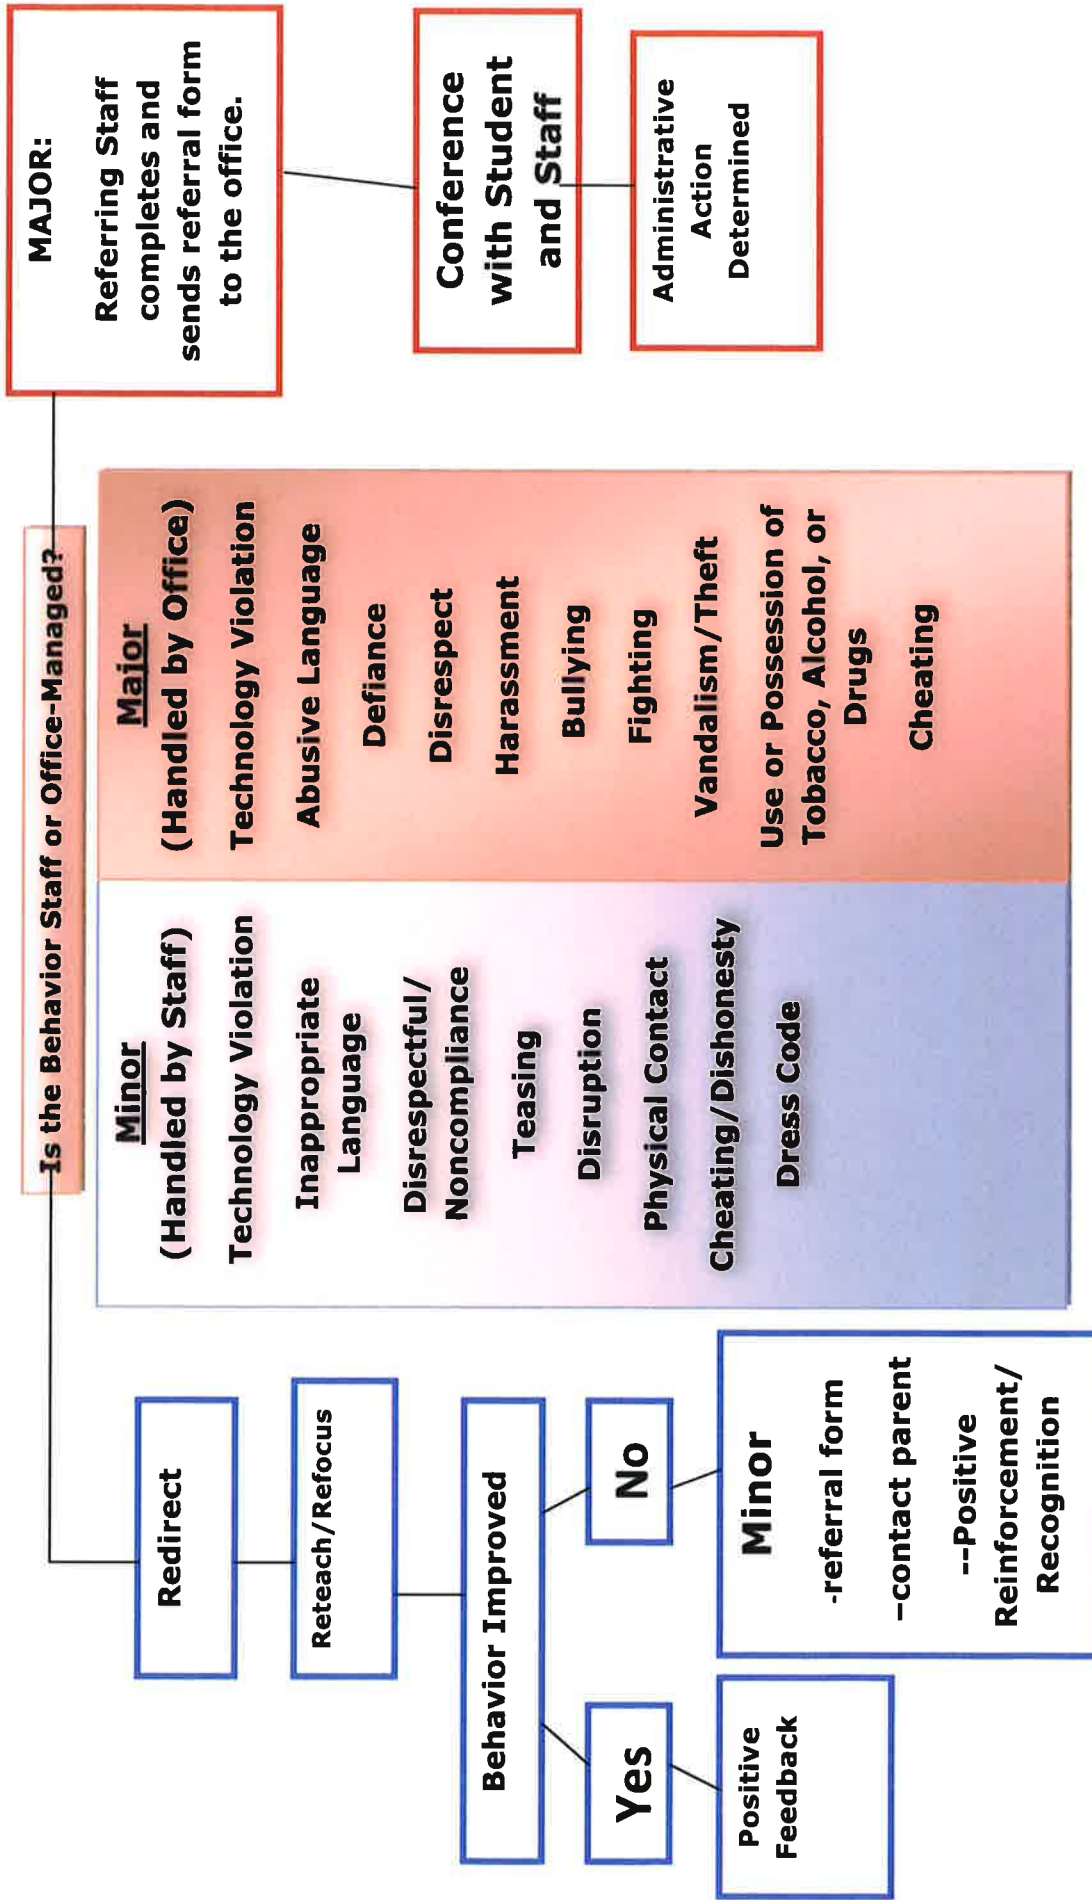 Is the Behavior Staff or Office-Managed?
Redirect
Reteach/Refocus
Behavior Improved
Yes
No
Positive
Feedback
Minor
-referral form
–contact parent
--Positive
Reinforcement/
Recognition
Minor
(Handled by Staff)
Technology Violation
Inappropriate
Language
Disrespectful/
Noncompliance
Teasing
Disruption
Physical Contact
Cheating/Dishonesty
Dress Code
Major
(Handled by Office)
Technology Violation
Abusive Language
Defiance
Disrespect
Harassment
Bullying
Fighting
Vandalism/Theft
Use or Possession of
Tobacco, Alcohol, or
Drugs
Cheating
MAJOR:
Referring Staff
completes and
sends referral form
to the office.
Conference
with Student
and Staff
Administrative
Action
Determined